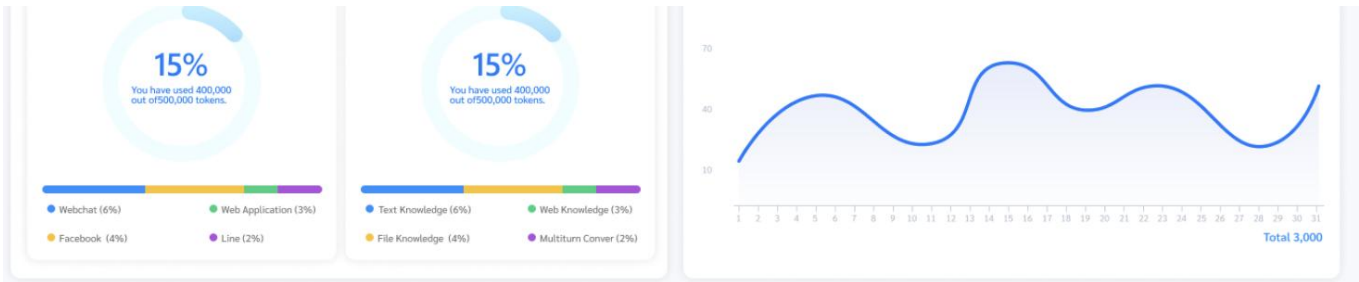 15%
You have used 400,000
out of500,000 tokens.
Webchat (6%)
Web Application (3%)
Facebook (4%)
Line (2%)
15%
You have used 400,000
out of500,000 tokens.
Text Knowledge (6%)
Web Knowledge (3%)
File Knowledge (4%)
Multiturn Conver (2%)
70
40
10
1 2 3 4 5 6 7 8 9 10 11 12 13 14 15 16 17 18 19 20 21 22 23 24 25 26 27 28 29 30 31
Total 3,000